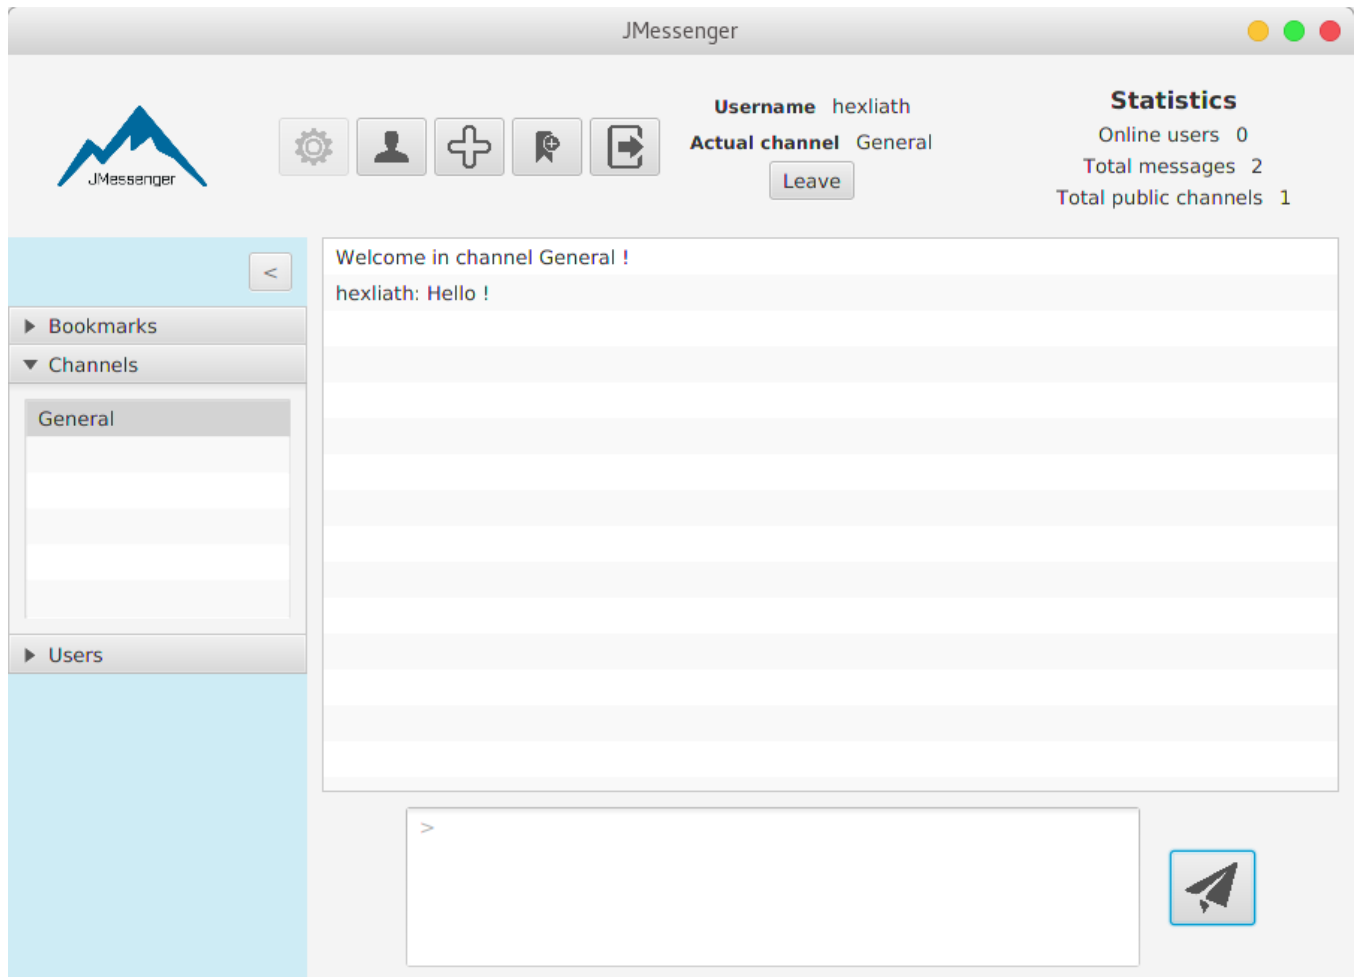 JMessenger
JMessenger
Username hexliath
Actual channel General
Leave
Statistics
Online users 0
Total messages 2
Total public channels 1
<
Bookmarks
Channels
General
Users
Welcome in channel General !
hexliath: Hello !
>